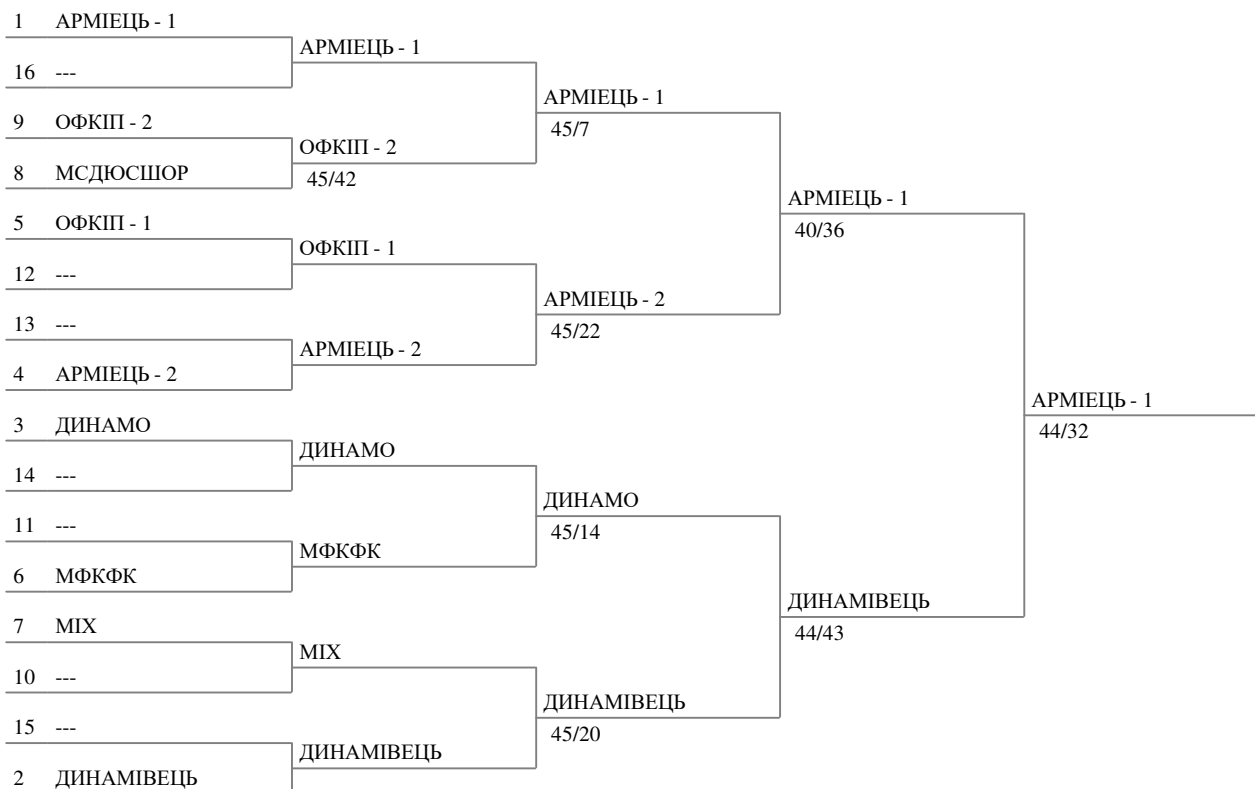 1 АРМІЕЦЬ - 1
16 ---
9 ОФКІП - 2
8 МСДЮСШОР
5 ОФКІП - 1
12 ---
13 ---
4 АРМІЕЦЬ - 2
3 ДИНАМО
14 ---
11 ---
6 МФКФК
7 МІХ
10 ---
15 ---
2 ДИНАМІВЕЦЬ
АРМІЕЦЬ - 1
ОФКІП - 2
45/42
ОФКІП - 1
АРМІЕЦЬ - 2
ДИНАМО
МФКФК
МІХ
ДИНАМІВЕЦЬ
АРМІЕЦЬ - 1
45/7
АРМІЕЦЬ - 2
45/22
ДИНАМО
45/14
ДИНАМІВЕЦЬ
45/20
АРМІЕЦЬ - 1
40/36
ДИНАМІВЕЦЬ
44/43
АРМІЕЦЬ - 1
44/32